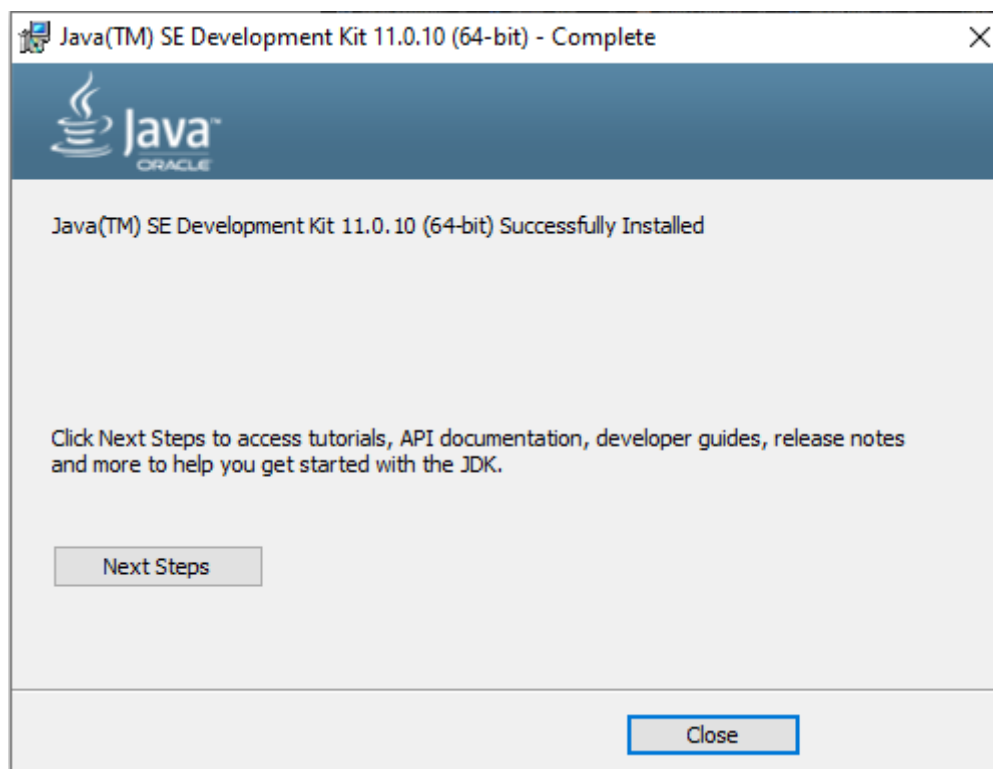 Java(TM) SE Development Kit 11.0.10 (64-bit) - Complete
Java™
ORACLE
Java(TM) SE Development Kit 11.0.10 (64-bit) Successfully Installed
Click Next Steps to access tutorials, API documentation, developer guides, release notes
and more to help you get started with the JDK.
Next Steps
Close